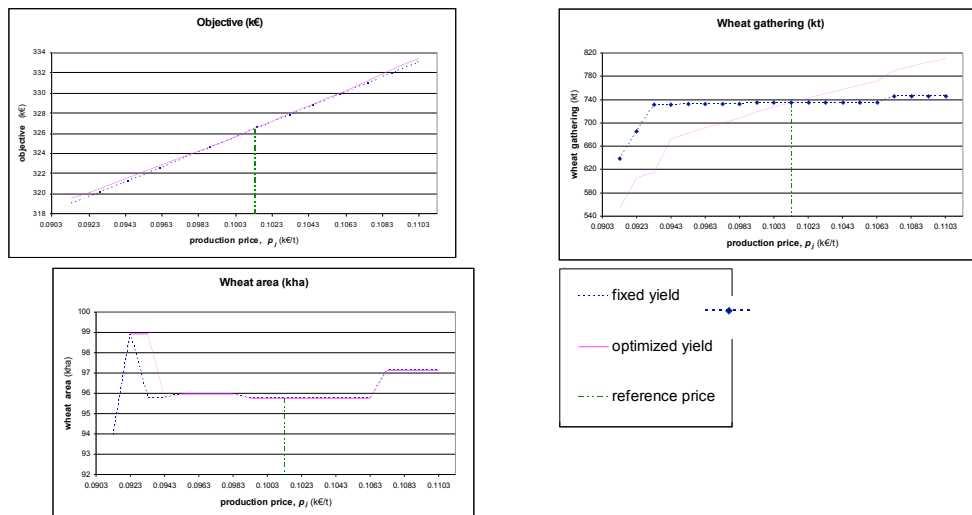 Objective (k€)
334
332
330
328
326
324
322
320
318
objective (k€)
0.0903 0.0923 0.0943 0.0963 0.0983 0.1003 0.1023 0.1043 0.1063 0.1083 0.1103
production price, pj (k€/t)
Wheat gathering (kt)
820
780
740
700
660
620
580
540
wheat gathering (kt)
0.0903 0.0923 0.0943 0.0963 0.0983 0.1003 0.1023 0.1043 0.1063 0.1083 0.1103
production price, pj (k€/t)
Wheat area (kha)
100
99
98
97
96
95
94
93
92
wheat area (kha)
0.0903 0.0923 0.0943 0.0963 0.0983 0.1003 0.1023 0.1043 0.1063 0.1083 0.1103
production price, pj (k€/t)
fixed yield
optimized yield
reference price